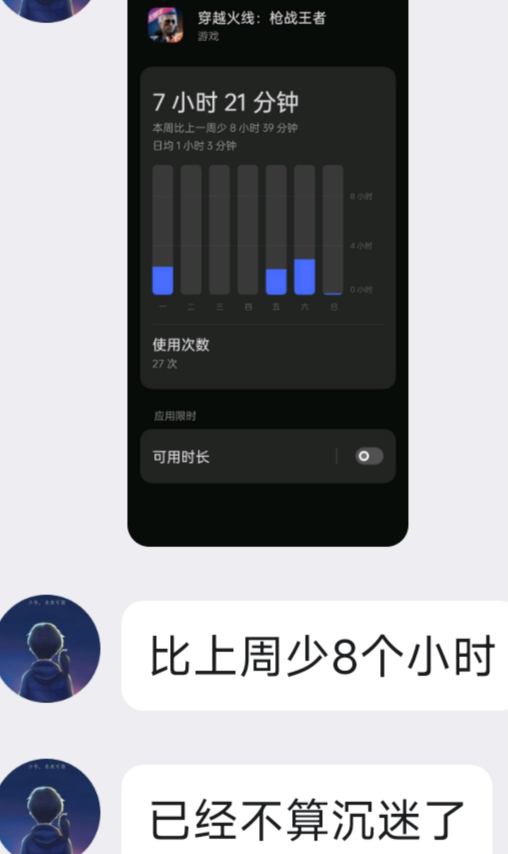 穿越火线：枪战王者
游戏
7 小时 21 分钟
本周比上一周少 8 小时 39 分钟
日均 1 小时 3 分钟
8 小时
4 小时
0 小时
一 二 三 四 五 六 日
使用次数
27 次
应用限时
可用时长
比上周少8个小时
已经不算沉迷了